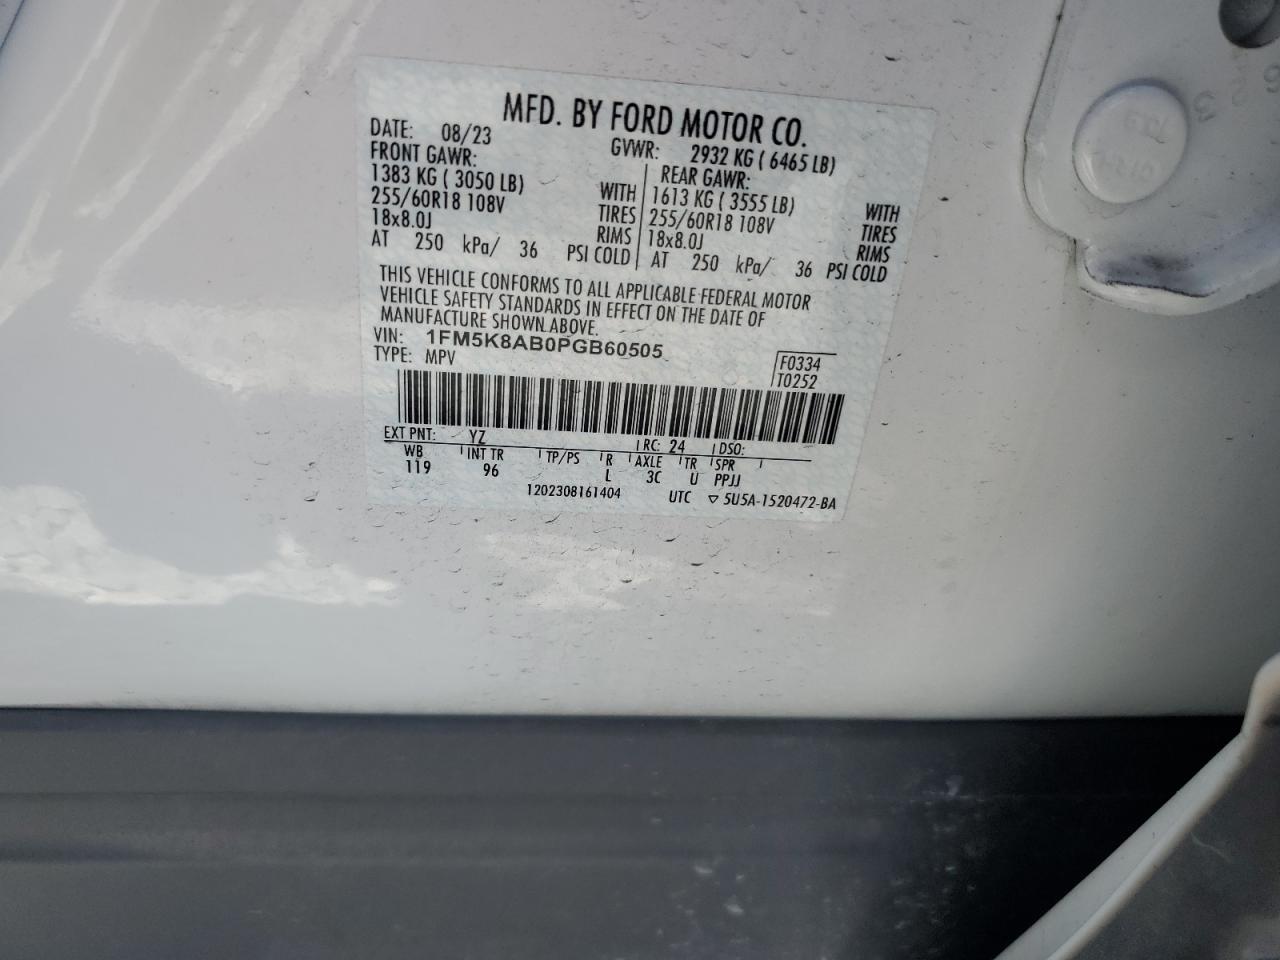 MFD. BY FORD MOTOR CO.
DATE: 08/23 GVWR: 2932 KG ( 6465 LB)
FRONT GAWR: REAR GAWR:
1383 KG ( 3050 LB) WITH 1613 KG ( 3555 LB) WITH
255/60R18 108V TIRES 255/60R18 108V TIRES
18x8.0J RIMS 18x8.0J RIMS
AT 250 kPa/ 36 PSI COLD AT 250 kPa/ 36 PSI COLD
THIS VEHICLE CONFORMS TO ALL APPLICABLE FEDERAL MOTOR
VEHICLE SAFETY STANDARDS IN EFFECT ON THE DATE OF
MANUFACTURE SHOWN ABOVE.
VIN: 1FM5K8AB0PGB60505
TYPE: MPV
F0334
T0252
EXT PNT: YZ RC: 24 DSO:
WB INT TR TP/PS R AXLE TR SPR
119 96 L 3C U PPJJ
1202308161404 UTC ▽ 5U5A-1520472-BA